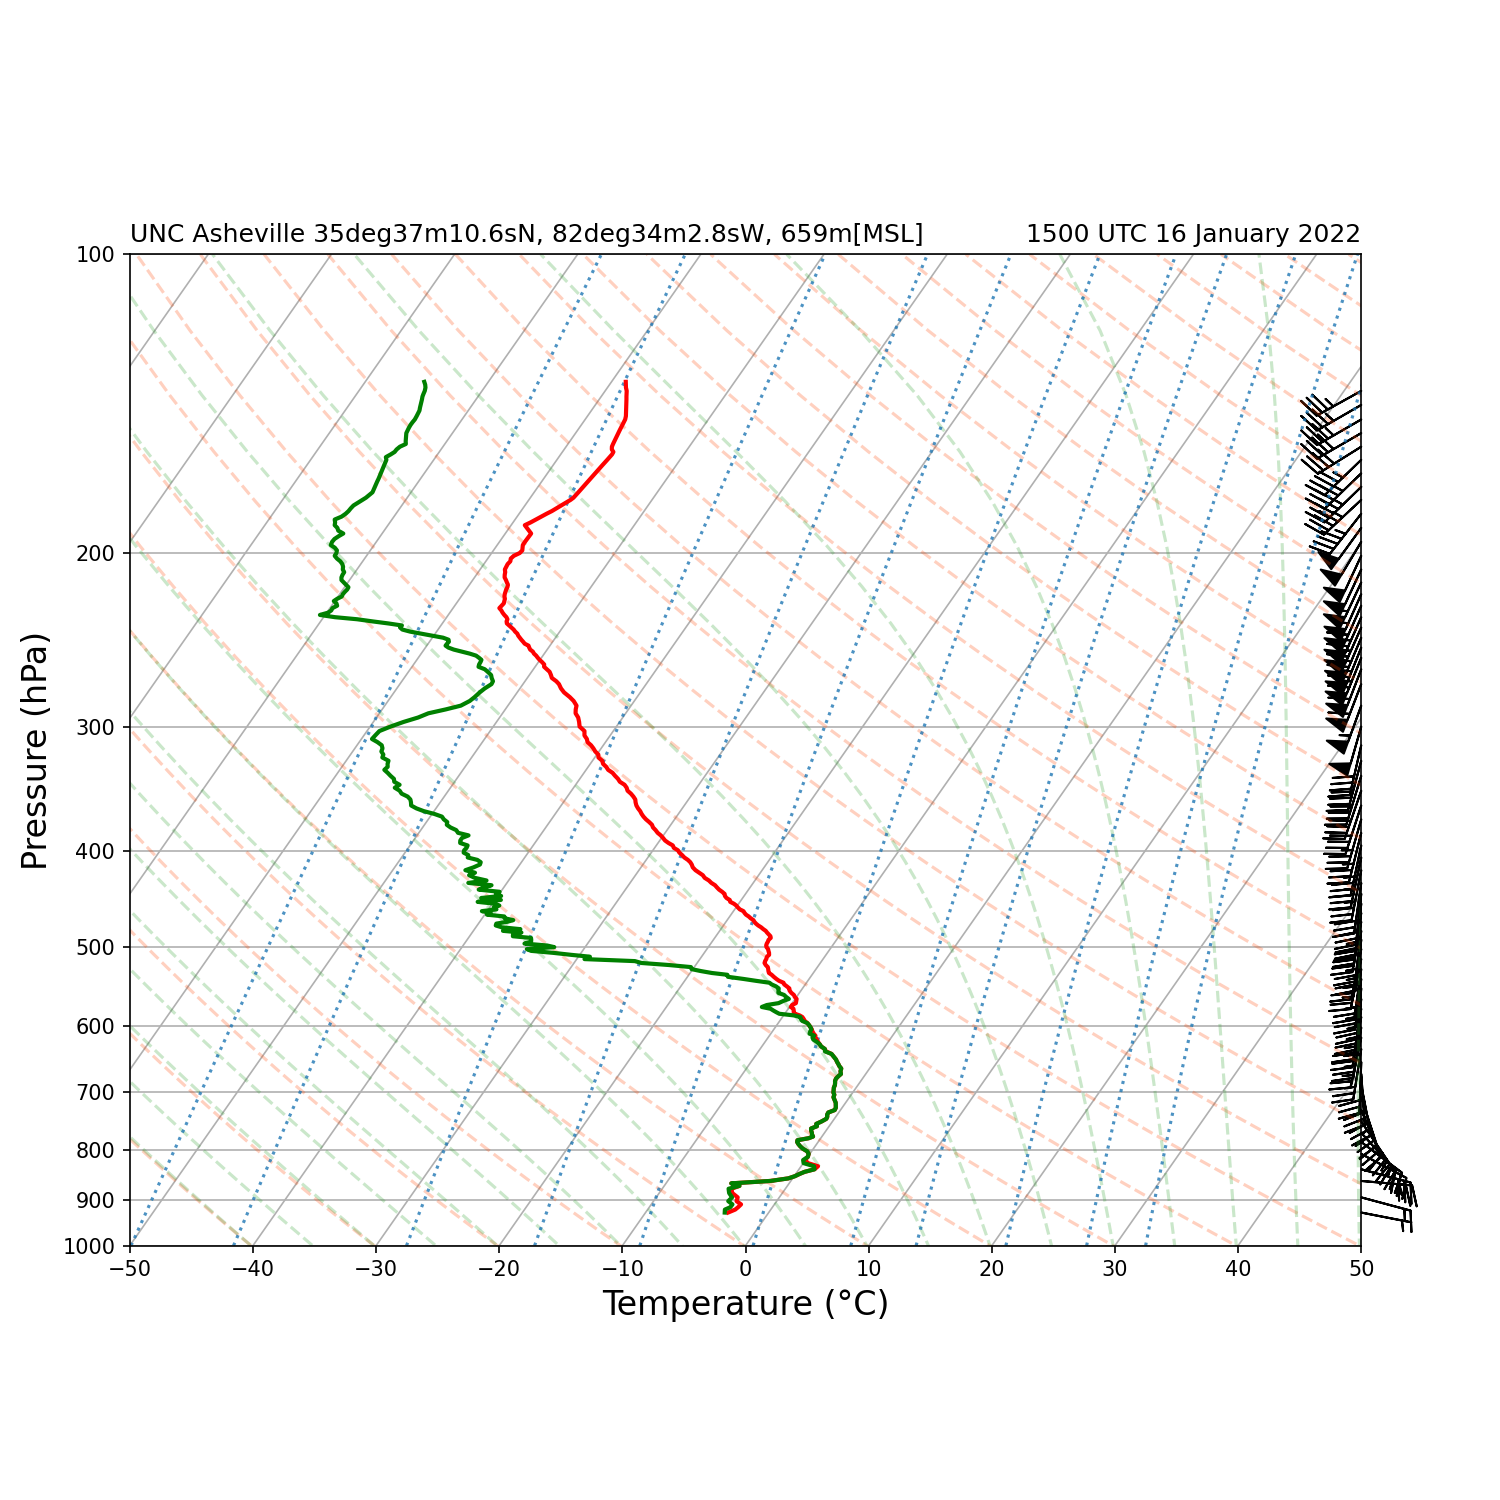 UNC Asheville 35deg37m10.6sN, 82deg34m2.8sW, 659m[MSL] 1500 UTC 16 January 2022
100
200
300
400
500
600
700
800
900
1000
Pressure (hPa)
−50 −40 −30 −20 −10 0 10 20 30 40 50
Temperature (°C)